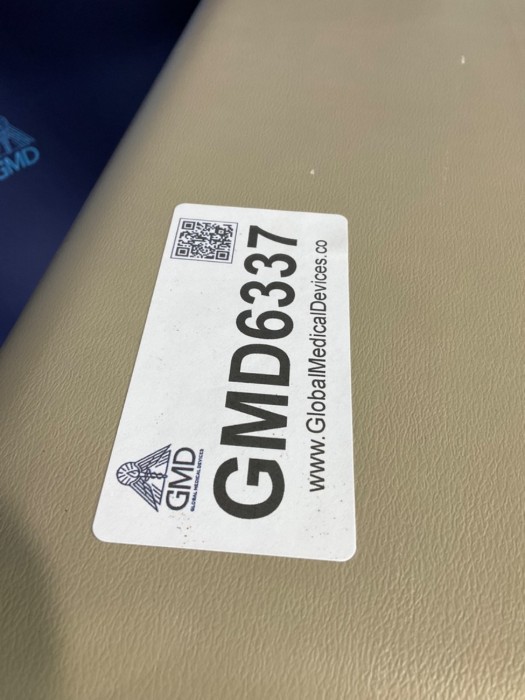 GMD
GLOBAL MEDICAL DEVICES
GMD6337
www.GlobalMedicalDevices.co
GMD